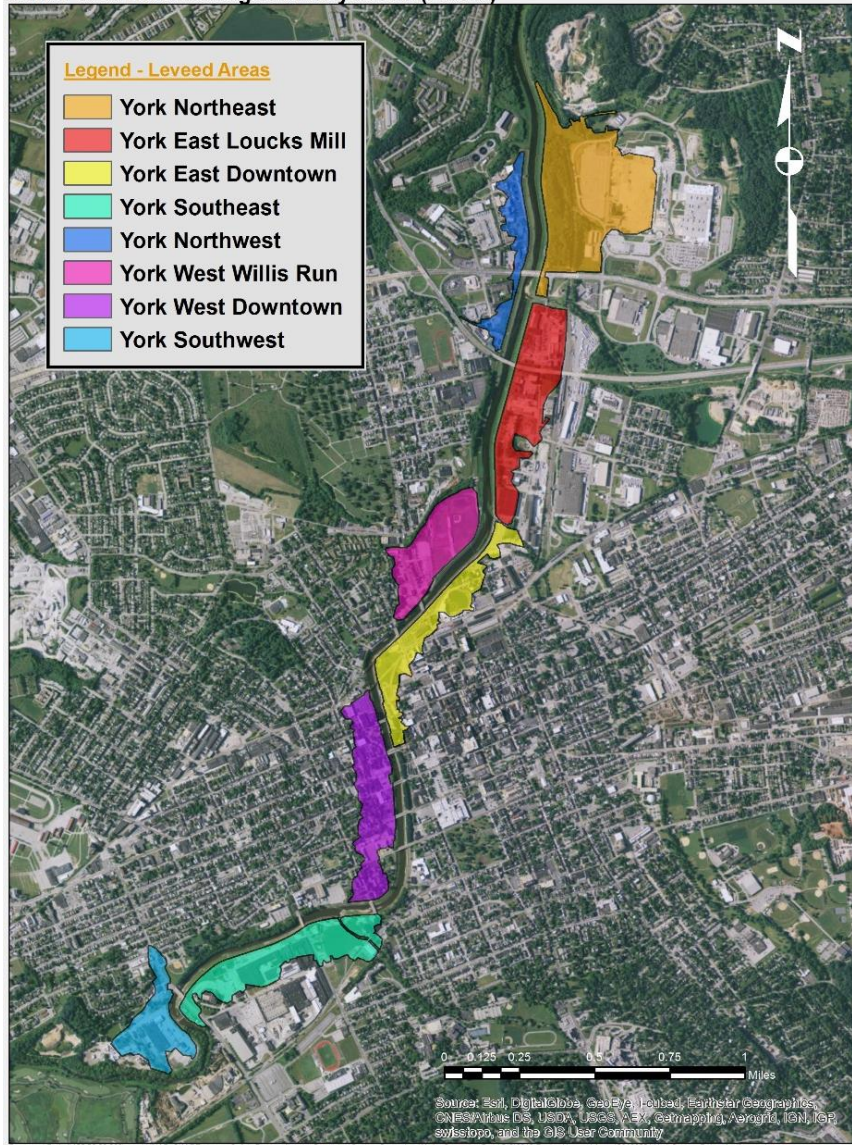 Legend - Leveed Areas
York Northeast
York East Loucks Mill
York East Downtown
York Southeast
York Northwest
York West Willis Run
York West Downtown
York Southwest
N
0 0.125 0.25 0.5 0.75 1
Miles
Source: Esri, DigitalGlobe, GeoEye, i-cubed, Earthstar Geographics,
CNES/Airbus DS, USDA, USGS, AEX, Getmapping, Aerogrid, IGN, IGP,
swisstopo, and the GIS User Community